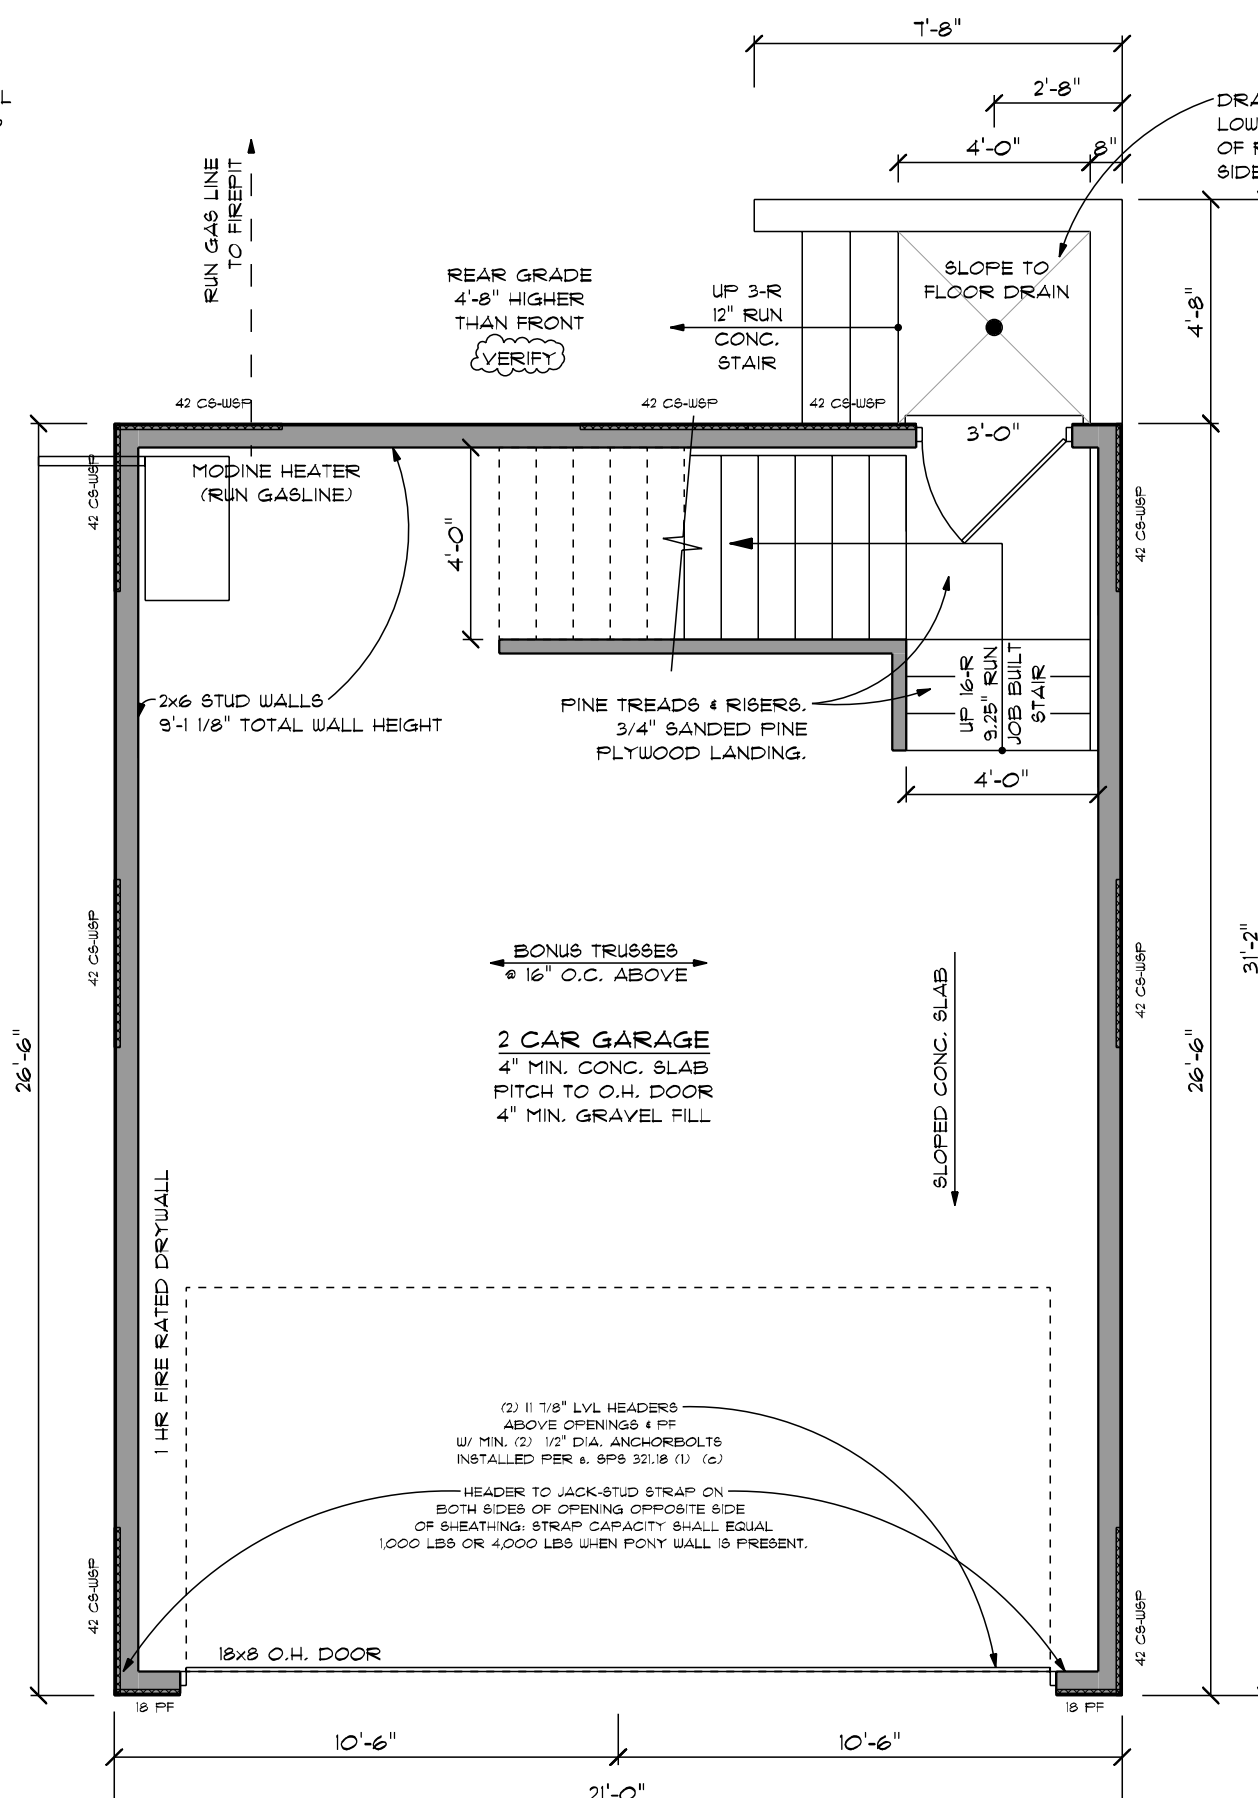 7'-8"
2'-8"
4'-0"
8"
DRA
LOW
OF
SIDE
RUN GAS LINE
TO FIREPIT
REAR GRADE
4'-8" HIGHER
THAN FRONT
VERIFY
UP 3-R
12" RUN
CONC.
STAIR
SLOPE TO
FLOOR DRAIN
4'-8"
42 CS-WSP
42 CS-WSP
42 CS-WSP
3'-0"
MODINE HEATER
(RUN GASLINE)
42 CS-WSP
42 CS-WSP
4'-0"
2x6 STUD WALLS
9'-1 1/8" TOTAL WALL HEIGHT
PINE TREADS & RISERS.
3/4" SANDED PINE
PLYWOOD LANDING.
UP 16-R
9.25" RUN
JOB BUILT
STAIR
4'-0"
42 CS-WSP
42 CS-WSP
BONUS TRUSSES
@ 16" O.C. ABOVE
2 CAR GARAGE
4" MIN. CONC. SLAB
PITCH TO O.H. DOOR
4" MIN. GRAVEL FILL
SLOPED CONC. SLAB
26'-6"
26'-6"
31'-2"
1 HR FIRE RATED DRYWALL
(2) 11 7/8" LVL HEADERS
ABOVE OPENINGS & PF
W/ MIN. (2) 1/2" DIA. ANCHORBOLTS
INSTALLED PER s. SPS 321.18 (1) (c)
HEADER TO JACK-STUD STRAP ON
BOTH SIDES OF OPENING OPPOSITE SIDE
OF SHEATHING: STRAP CAPACITY SHALL EQUAL
1,000 LBS OR 4,000 LBS WHEN PONY WALL IS PRESENT.
42 CS-WSP
42 CS-WSP
18x8 O.H. DOOR
18 PF
18 PF
10'-6"
10'-6"
21'-0"